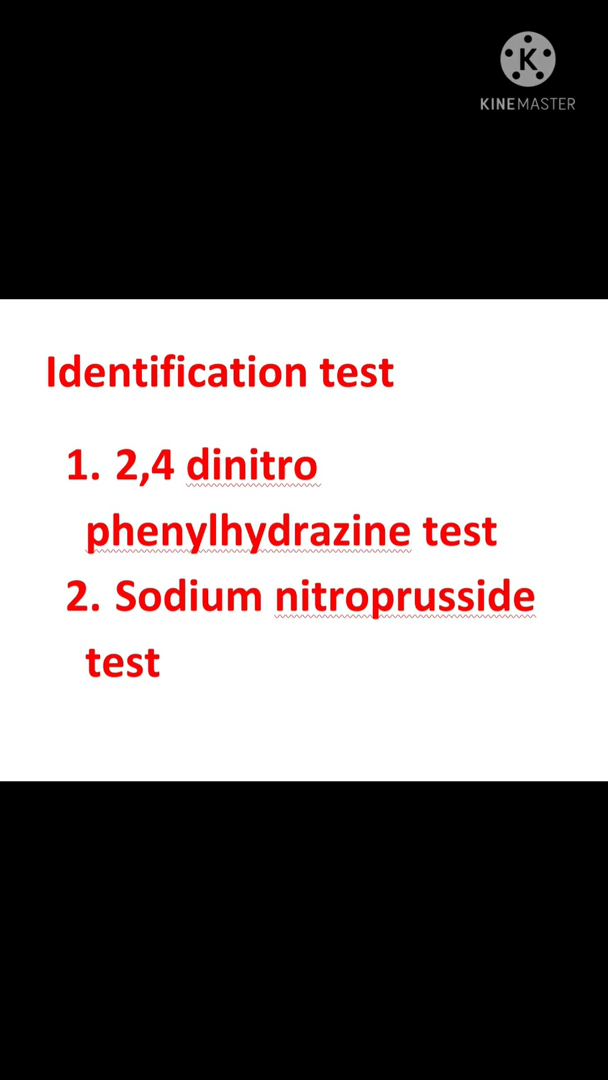 K
KINEMASTER
Identification test
1. 2,4 dinitro
phenylhydrazine test
2. Sodium nitroprusside
test